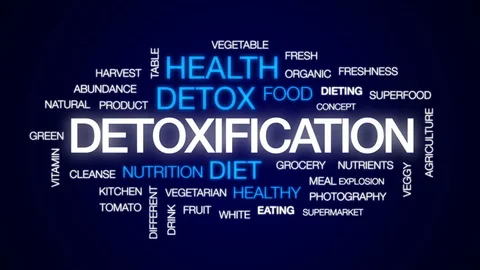 VEGETABLE
TABLE
FRESH
HARVEST
HEALTH
ORGANIC
FRESHNESS
ABUNDANCE
DETOX
FOOD
DIETING
SUPERFOOD
NATURAL
PRODUCT
CONCEPT
DETOXIFICATION
GREEN
VITAMIN
AGRICULTURE
CLEANSE
NUTRITION
DIET
GROCERY
NUTRIENTS
VEGGY
MEAL
EXPLOSION
KITCHEN
DIFFERENT
VEGETARIAN
HEALTHY
PHOTOGRAPHY
TOMATO
DRINK
FRUIT
WHITE
EATING
SUPERMARKET